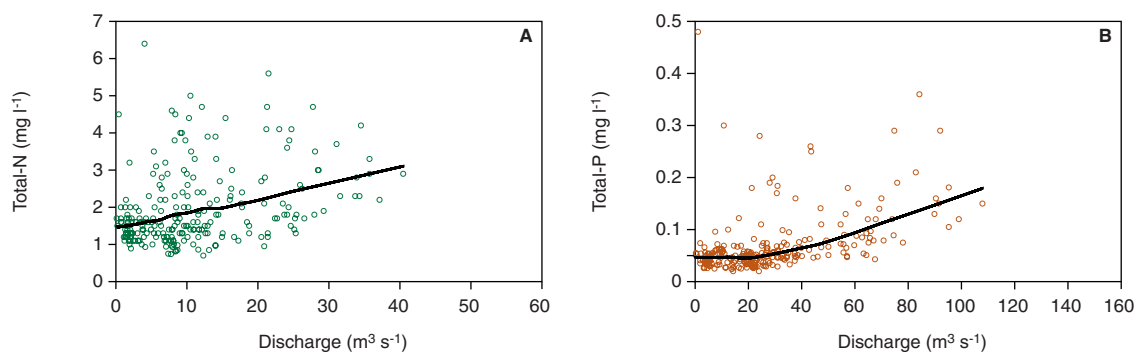 A
Total-N (mg l-1)
7
6
5
4
3
2
1
0
0 10 20 30 40 50 60
Discharge (m³ s-1)
B
Total-P (mg l-1)
0.5
0.4
0.3
0.2
0.1
0
0 20 40 60 80 100 120 140 160
Discharge (m³ s-1)